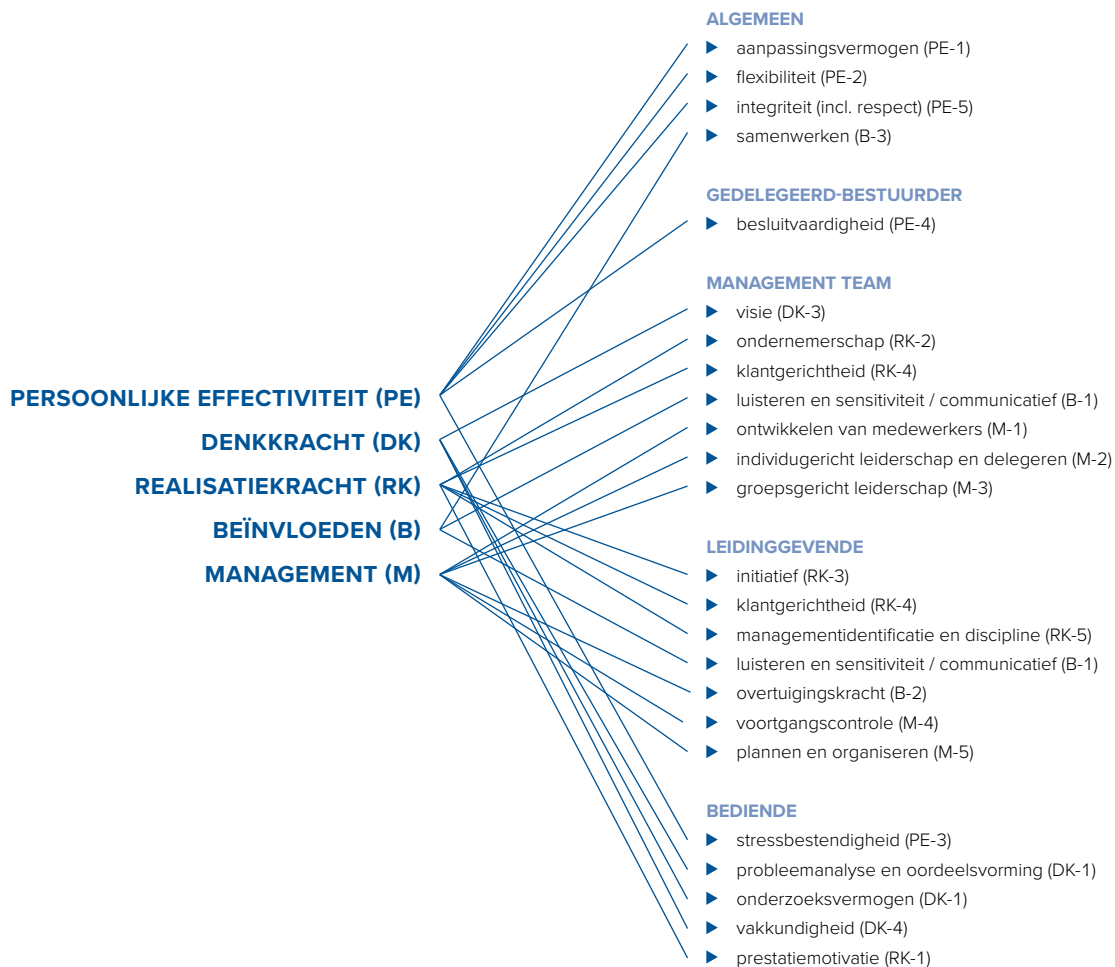 ALGEMEEN
aanpassingsvermogen (PE-1)
flexibiliteit (PE-2)
integriteit (incl. respect) (PE-5)
samenwerken (B-3)
GEDELEGEERD-BESTUURDER
besluitvaardigheid (PE-4)
MANAGEMENT TEAM
visie (DK-3)
ondernemerschap (RK-2)
klantgerichtheid (RK-4)
luisteren en sensitiviteit / communicatief (B-1)
ontwikkelen van medewerkers (M-1)
individugericht leiderschap en delegeren (M-2)
groepsgericht leiderschap (M-3)
PERSOONLIJKE EFFECTIVITEIT (PE)
DENKKRACHT (DK)
REALISATIEKRACHT (RK)
BEÏNVLOEDEN (B)
MANAGEMENT (M)
LEIDINGGEVENDE
initiatief (RK-3)
klantgerichtheid (RK-4)
managementidentificatie en discipline (RK-5)
luisteren en sensitiviteit / communicatief (B-1)
overtuigingskracht (B-2)
voortgangscontrole (M-4)
plannen en organiseren (M-5)
BEDIENDE
stressbestendigheid (PE-3)
probleemanalyse en oordeelsvorming (DK-1)
onderzoeksvermogen (DK-1)
vakkundigheid (DK-4)
prestatiemotivatie (RK-1)